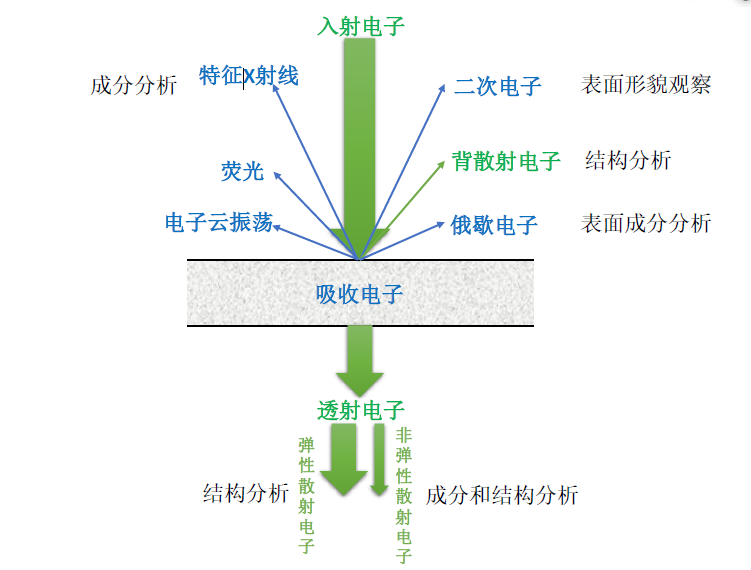 入射电子
成分分析
特征X射线
二次电子
表面形貌观察
荧光
背散射电子
结构分析
电子云振荡
俄歇电子
表面成分分析
吸收电子
透射电子
弹性散射电子
非弹性散射电子
结构分析
成分和结构分析